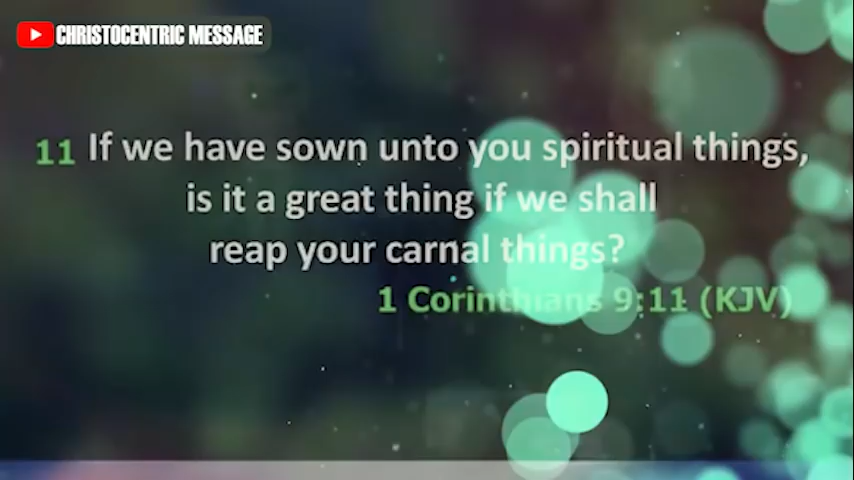 CHRISTOCENTRIC MESSAGE
11 If we have sown unto you spiritual things,
is it a great thing if we shall
reap your carnal things?
1 Corinthians 9:11 (KJV)